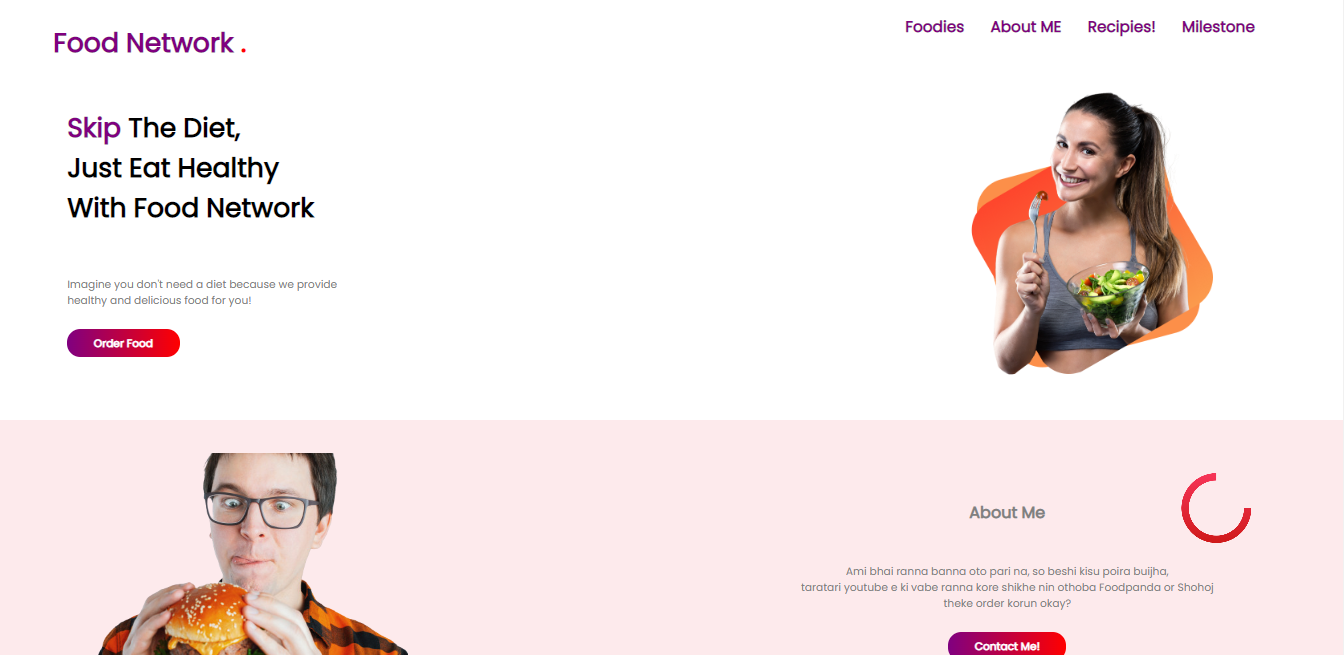 Food Network .
Foodies
About ME
Recipies!
Milestone
Skip The Diet,
Just Eat Healthy
With Food Network
Imagine you don't need a diet because we provide
healthy and delicious food for you!
Order Food
About Me
Ami bhai ranna banna oto pari na, so beshi kisu poira buijha,
taratari youtube e ki vabe ranna kore shikhe nin othoba Foodpanda or Shohoj
theke order korun okay?
Contact Me!